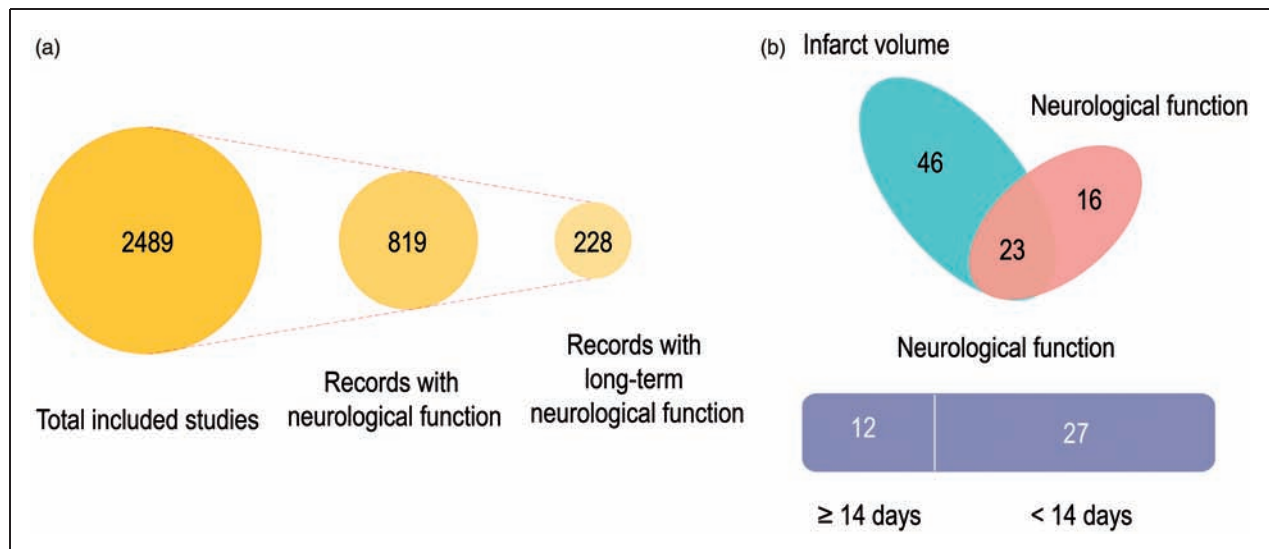 (a)
2489
819
228
Total included studies
Records with
neurological function
Records with
long-term
neurological function
(b)
Infarct volume
Neurological function
46
16
23
Neurological function
12
27
≥ 14 days
< 14 days